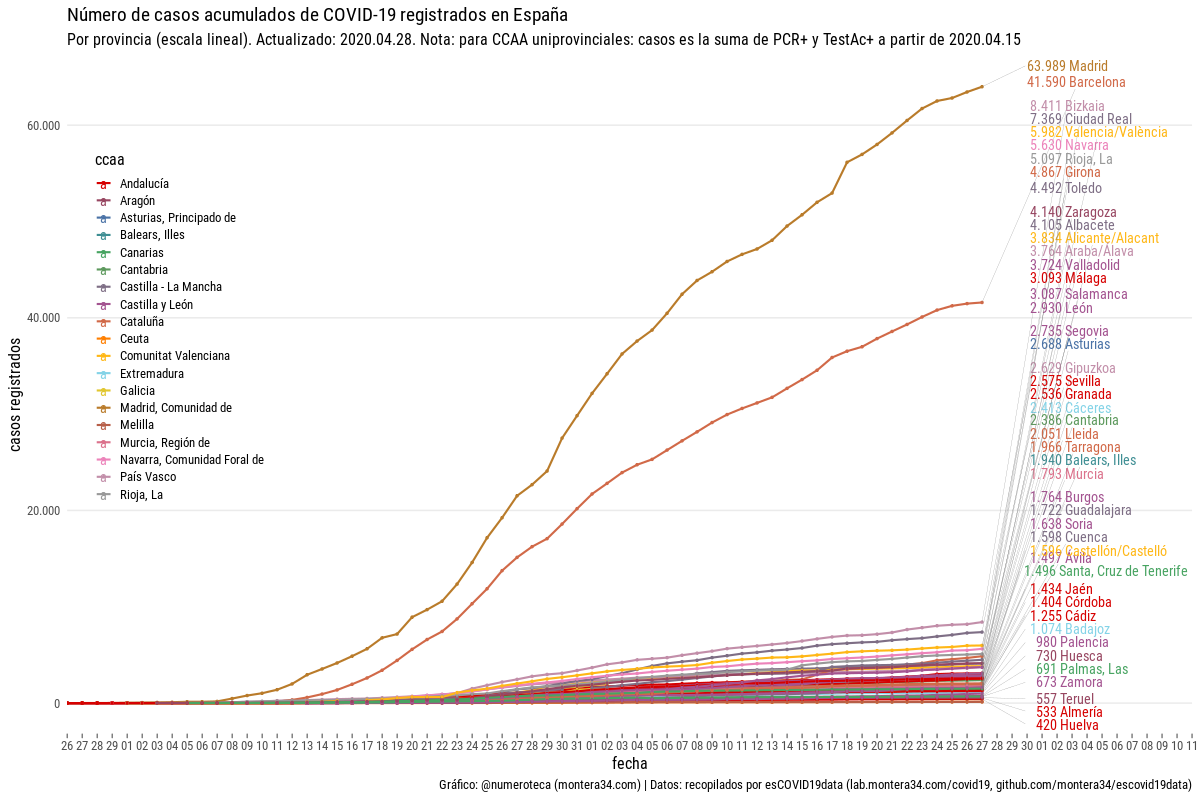 Número de casos acumulados de COVID-19 registrados en España
Por provincia (escala lineal). Actualizado: 2020.04.28. Nota: para CCAA uniprovinciales: casos es la suma de PCR+ y TestAc+ a partir de 2020.04.15
casos registrados
60.000
40.000
20.000
0
ccaa
Andalucía
Aragón
Asturias, Principado de
Balears, Illes
Canarias
Cantabria
Castilla - La Mancha
Castilla y León
Cataluña
Ceuta
Comunitat Valenciana
Extremadura
Galicia
Madrid, Comunidad de
Melilla
Murcia, Región de
Navarra, Comunidad Foral de
País Vasco
Rioja, La
63.989 Madrid
41.590 Barcelona
8.411 Bizkaia
7.369 Ciudad Real
5.982 Valencia/València
5.630 Navarra
5.097 Rioja, La
4.867 Girona
4.492 Toledo
4.140 Zaragoza
4.105 Albacete
3.834 Alicante/Alacant
3.764 Araba/Álava
3.724 Valladolid
3.093 Málaga
3.087 Salamanca
2.930 León
2.735 Segovia
2.688 Asturias
2.629 Gipuzkoa
2.575 Sevilla
2.536 Granada
2.413 Cáceres
2.386 Cantabria
2.051 Lleida
1.966 Tarragona
1.940 Balears, Illes
1.793 Murcia
1.764 Burgos
1.722 Guadalajara
1.638 Soria
1.598 Cuenca
1.596 Castellón/Castelló
1.497 Ávila
1.496 Santa, Cruz de Tenerife
1.434 Jaén
1.404 Córdoba
1.255 Cádiz
1.074 Badajoz
980 Palencia
730 Huesca
691 Palmas, Las
673 Zamora
557 Teruel
533 Almería
420 Huelva
26 27 28 29 01 02 03 04 05 06 07 08 09 10 11 12 13 14 15 16 17 18 19 20 21 22 23 24 25 26 27 28 29 30 31 01 02 03 04 05 06 07 08 09 10 11 12 13 14 15 16 17 18 19 20 21 22 23 24 25 26 27 28 29 30 01 02 03 04 05 06 07 08 09 10 11
fecha
Gráfico: @numeroteca (montera34.com) | Datos: recopilados por esCOVID19data (lab.montera34.com/covid19, github.com/montera34/escovid19data)